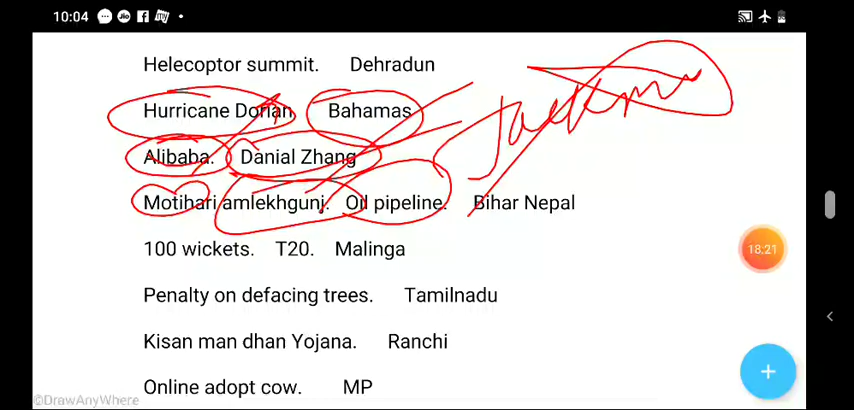 10:04
Helecoptor summit. Dehradun
Hurricane Dorian Bahamas
Alibaba. Danial Zhang
Motihari amlekhgunj. Oil pipeline. Bihar Nepal
100 wickets. T20. Malinga
18:21
Penalty on defacing trees. Tamilnadu
Kisan man dhan Yojana. Ranchi
Online adopt cow. MP
@DrawAnyWhere